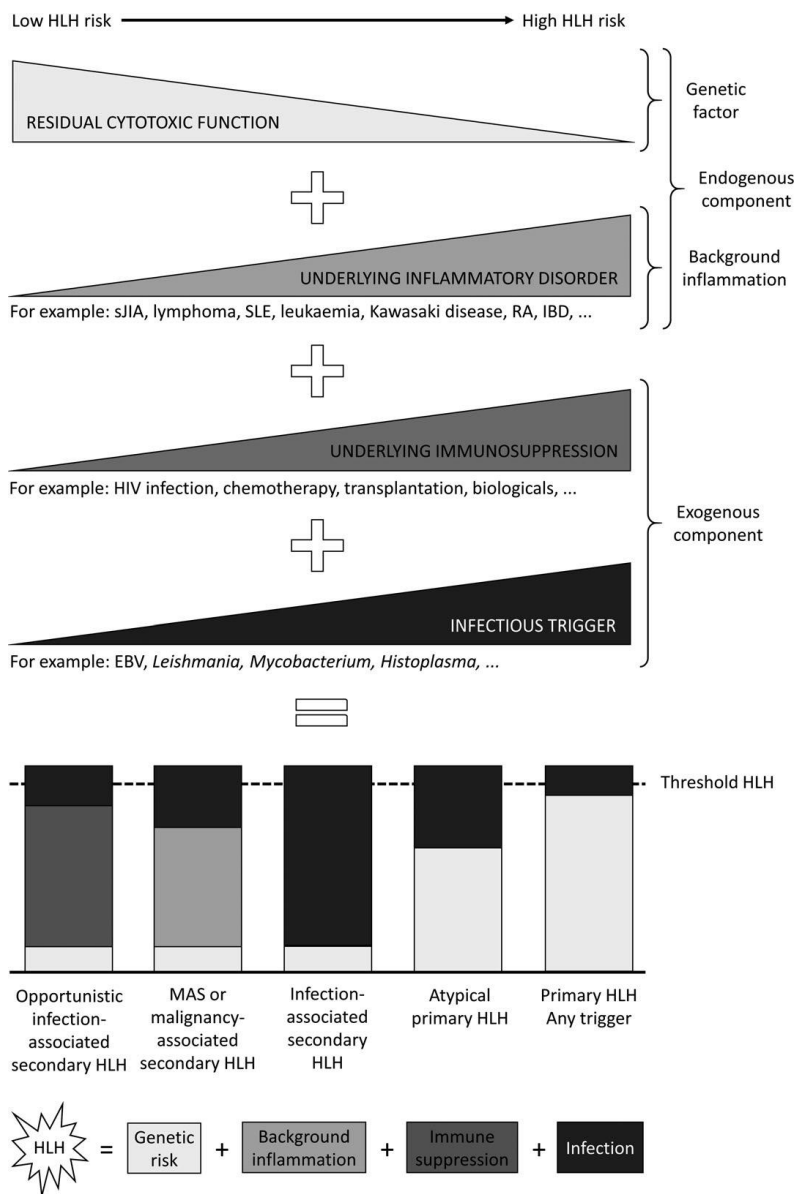 Low HLH risk
High HLH risk
RESIDUAL CYTOTOXIC FUNCTION
Genetic
factor
Endogenous
component
UNDERLYING INFLAMMATORY DISORDER
Background
inflammation
For example: sJIA, lymphoma, SLE, leukaemia, Kawasaki disease, RA, IBD, ...
UNDERLYING IMMUNOSUPPRESSION
For example: HIV infection, chemotherapy, transplantation, biologicals, ...
Exogenous
component
INFECTIOUS TRIGGER
For example: EBV, Leishmania, Mycobacterium, Histoplasma, ...
Threshold HLH
Opportunistic
infection-
associated
secondary HLH
MAS or
malignancy-
associated
secondary HLH
Infection-
associated
secondary
HLH
Atypical
primary HLH
Primary HLH
Any trigger
HLH = Genetic
risk + Background
inflammation + Immune
suppression + Infection